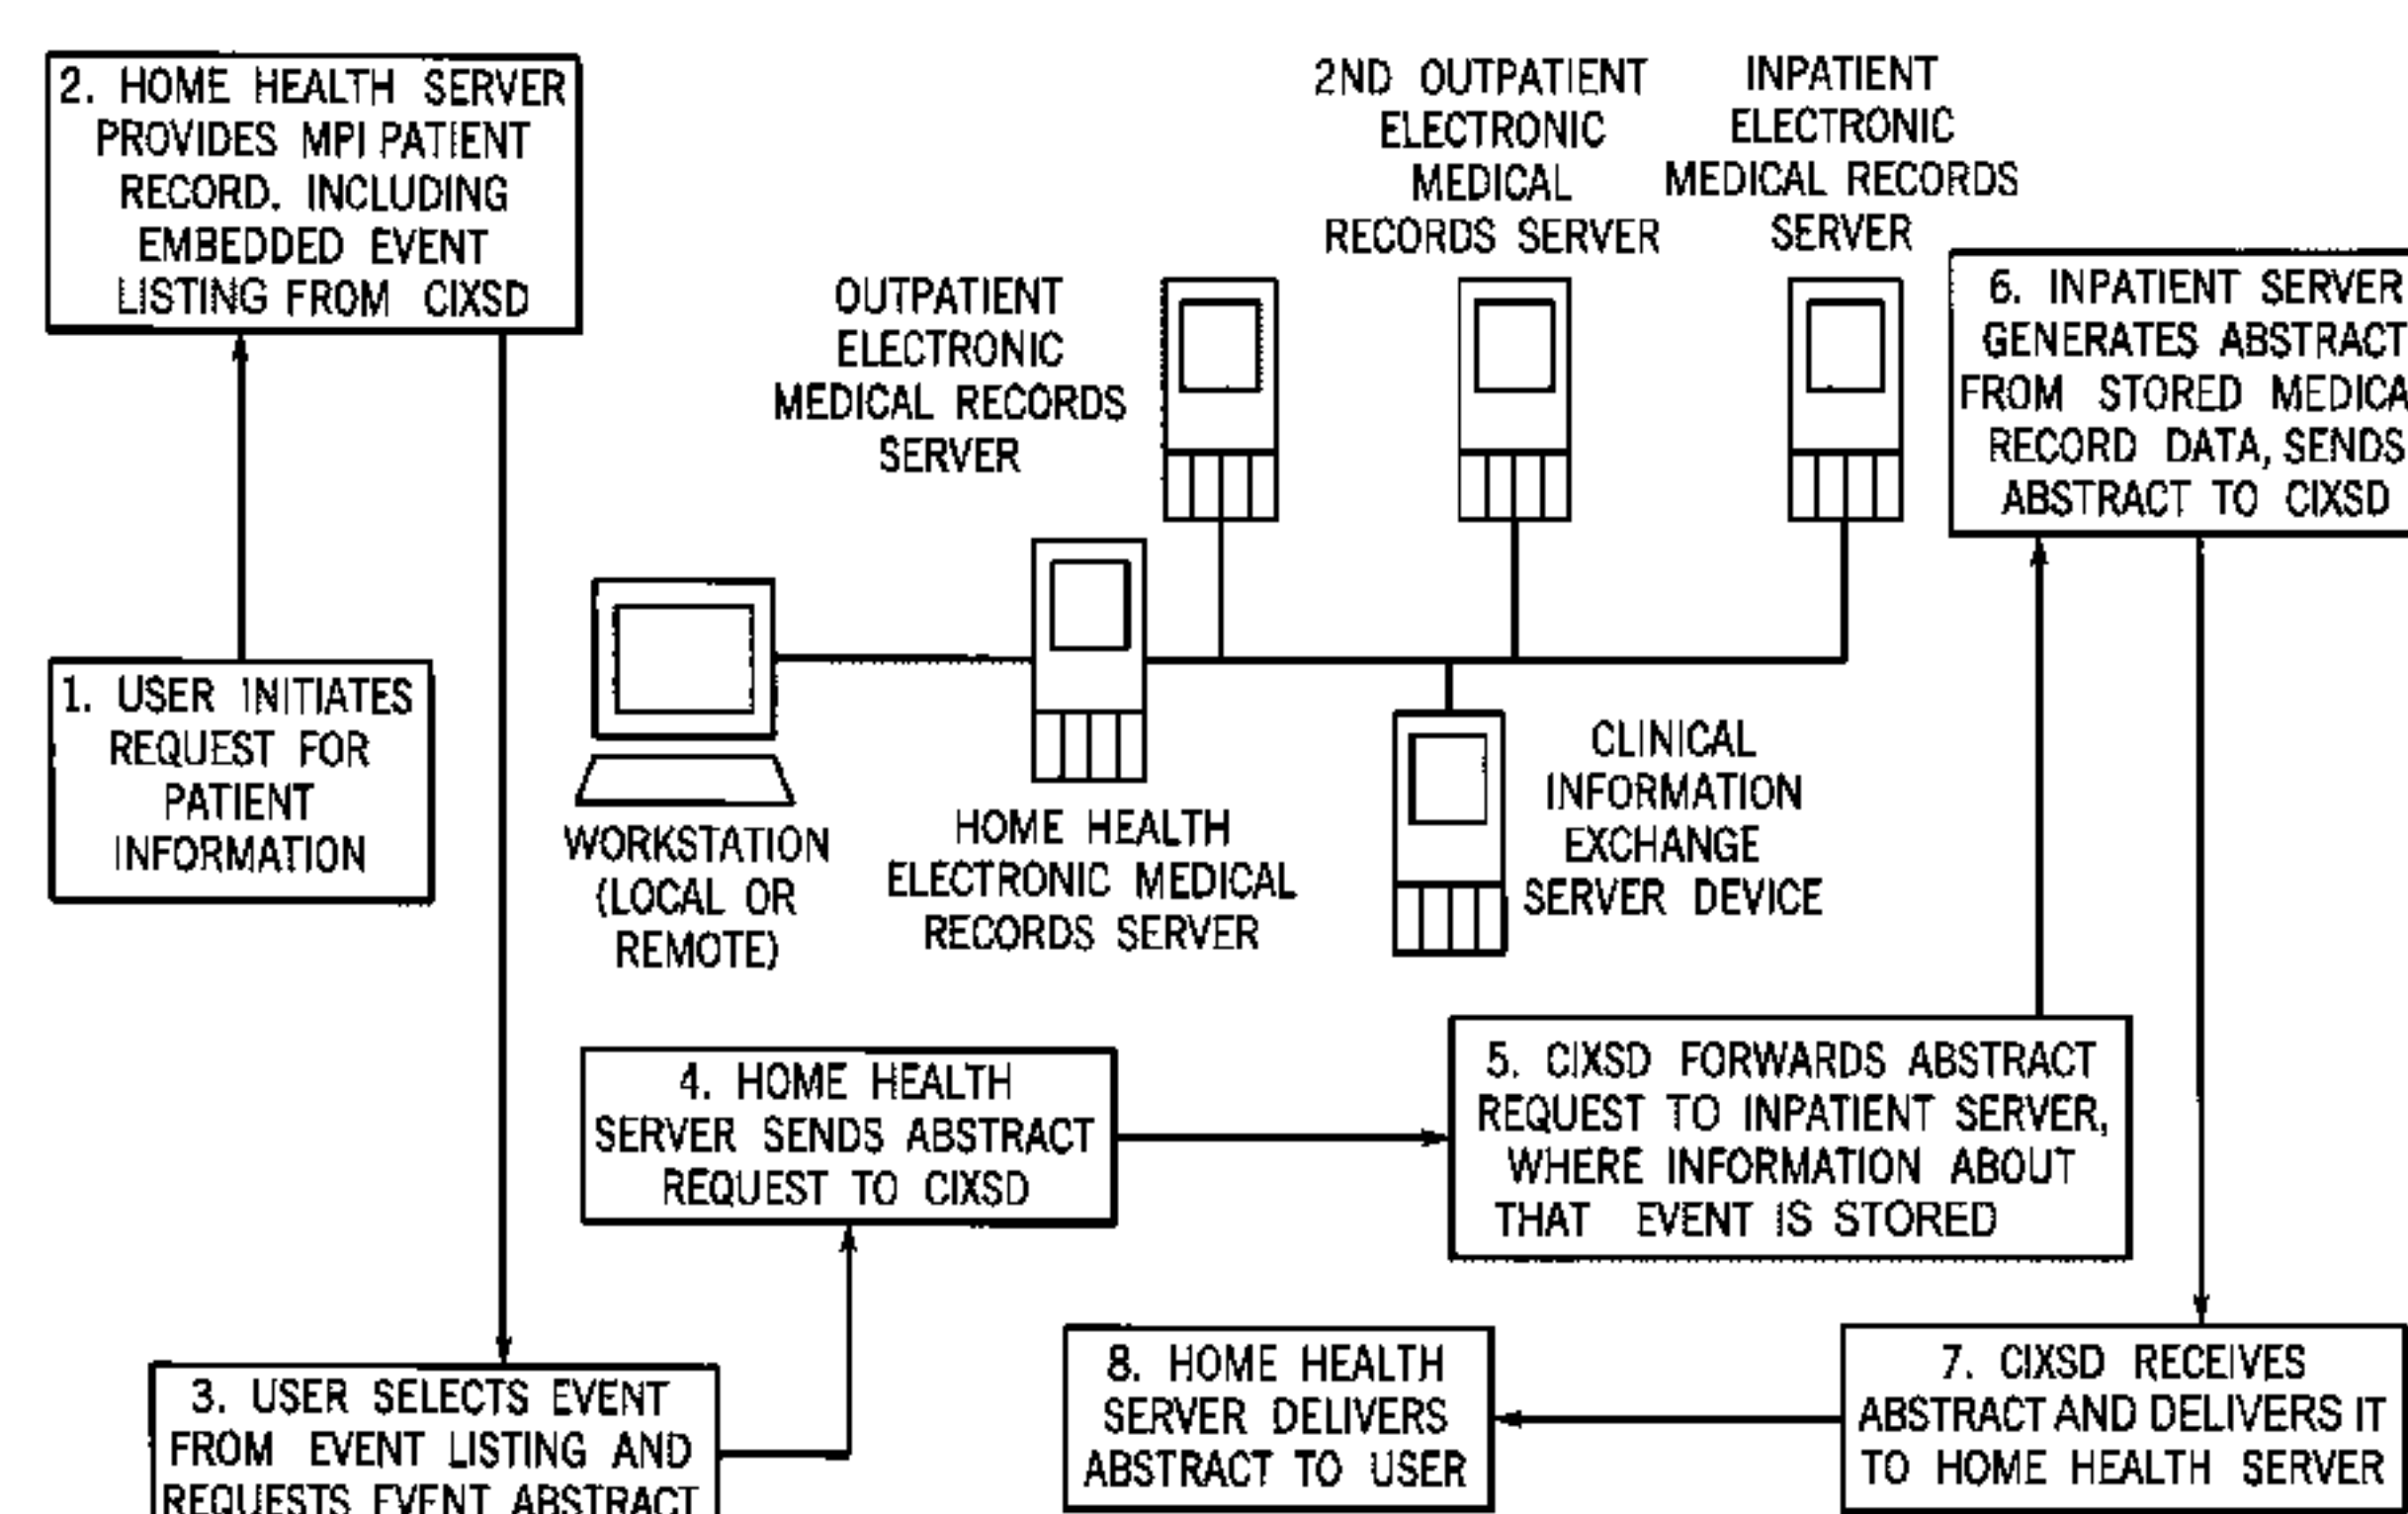 2. HOME HEALTH SERVER
PROVIDES MPI PATIENT
RECORD. INCLUDING
EMBEDDED EVENT
LISTING FROM CIXSD
1. USER INITIATES
REQUEST FOR
PATIENT
INFORMATION
OUTPATIENT
ELECTRONIC
MEDICAL RECORDS
SERVER
2ND OUTPATIENT
ELECTRONIC
MEDICAL
RECORDS SERVER
INPATIENT
ELECTRONIC
MEDICAL RECORDS
SERVER
WORKSTATION
(LOCAL OR
REMOTE)
HOME HEALTH
ELECTRONIC MEDICAL
RECORDS SERVER
CLINICAL
INFORMATION
EXCHANGE
SERVER DEVICE
6. INPATIENT SERVER
GENERATES ABSTRACT
FROM STORED MEDICA
RECORD DATA, SENDS
ABSTRACT TO CIXSD
4. HOME HEALTH
SERVER SENDS ABSTRACT
REQUEST TO CIXSD
5. CIXSD FORWARDS ABSTRACT
REQUEST TO INPATIENT SERVER,
WHERE INFORMATION ABOUT
THAT EVENT IS STORED
3. USER SELECTS EVENT
FROM EVENT LISTING AND
REQUESTS EVENT ABSTRACT
8. HOME HEALTH
SERVER DELIVERS
ABSTRACT TO USER
7. CIXSD RECEIVES
ABSTRACT AND DELIVERS IT
TO HOME HEALTH SERVER